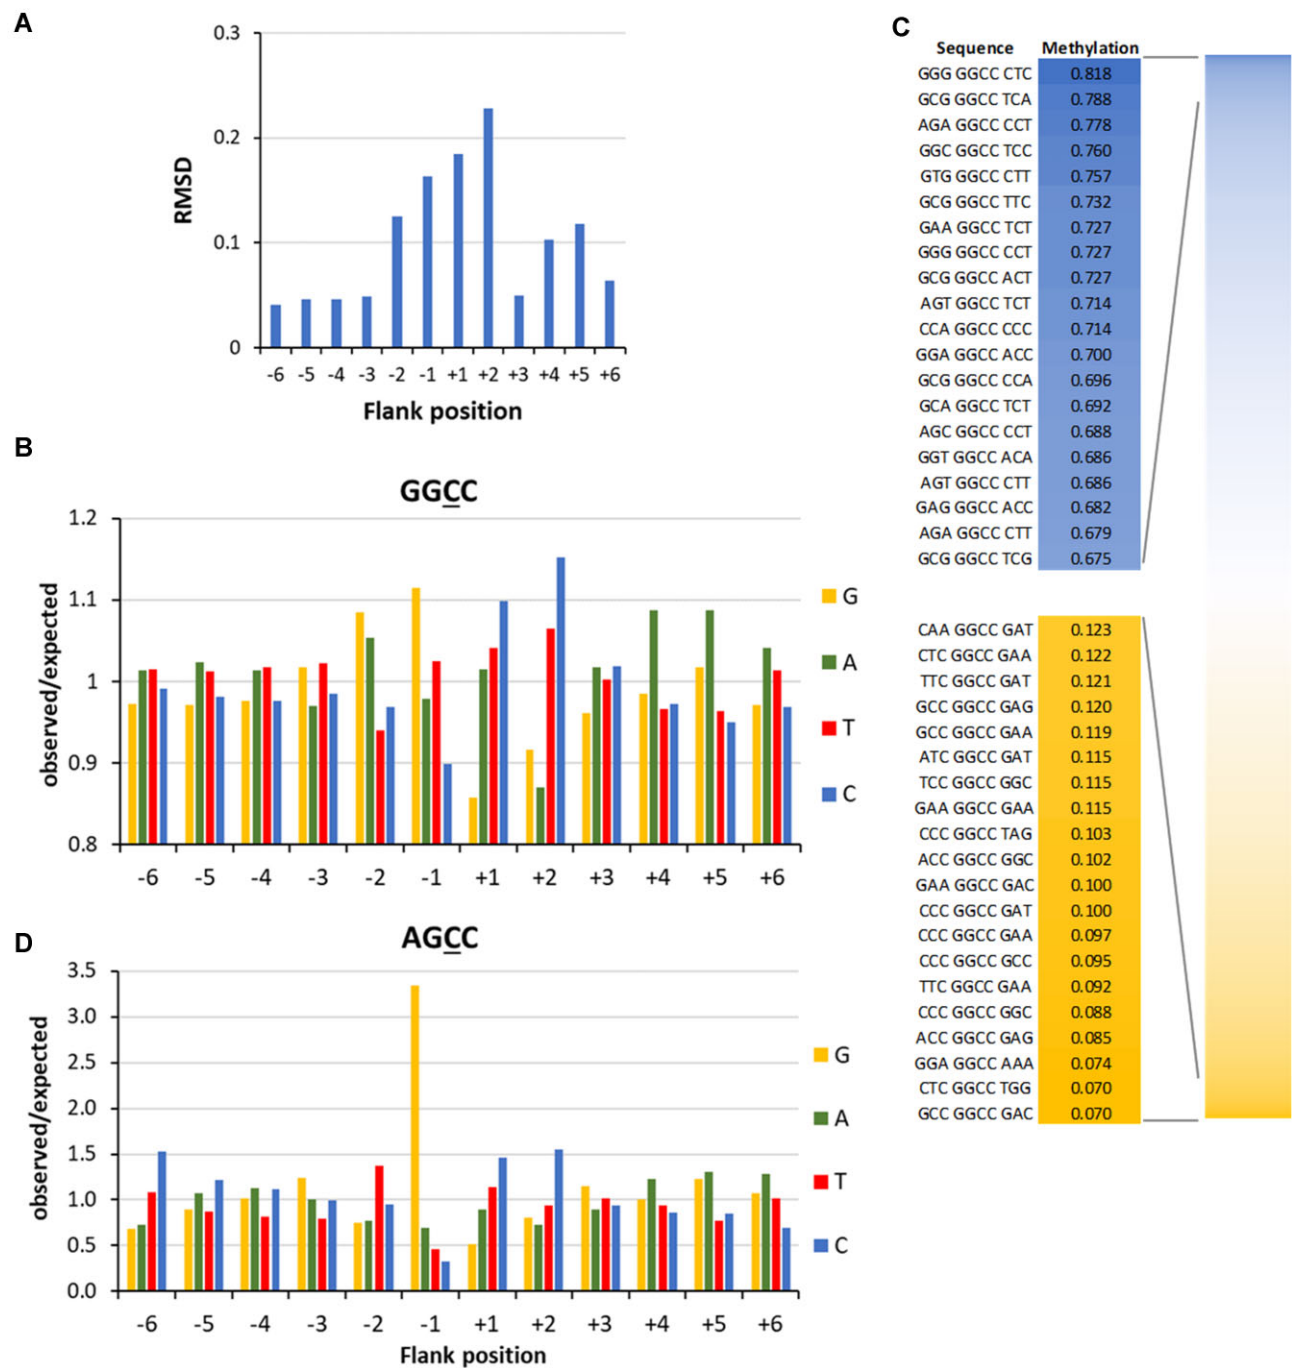 A
0.3
0.2
0.1
0
RMSD
-6 -5 -4 -3 -2 -1 +1 +2 +3 +4 +5 +6
Flank position
B
GGCC
1.2
1.1
1
0.9
0.8
observed/expected
-6 -5 -4 -3 -2 -1 +1 +2 +3 +4 +5 +6
G
A
T
C
D
AGCC
3.5
3.0
2.5
2.0
1.5
1.0
0.5
0.0
observed/expected
-6 -5 -4 -3 -2 -1 +1 +2 +3 +4 +5 +6
Flank position
G
A
T
C
C
Sequence Methylation
GGG GGCC CTC 0.818
GCG GGCC TCA 0.788
AGA GGCC CCT 0.778
GGC GGCC TCC 0.760
GTG GGCC CTT 0.757
GCG GGCC TTC 0.732
GAA GGCC TCT 0.727
GGG GGCC CCT 0.727
GCG GGCC ACT 0.727
AGT GGCC TCT 0.714
CCA GGCC CCC 0.714
GGA GGCC ACC 0.700
GCG GGCC CCA 0.696
GCA GGCC TCT 0.692
AGC GGCC CCT 0.688
GGT GGCC ACA 0.686
AGT GGCC CTT 0.686
GAG GGCC ACC 0.682
AGA GGCC CTT 0.679
GCG GGCC TCG 0.675
CAA GGCC GAT 0.123
CTC GGCC GAA 0.122
TTC GGCC GAT 0.121
GCC GGCC GAG 0.120
GCC GGCC GAA 0.119
ATC GGCC GAT 0.115
TCC GGCC GGC 0.115
GAA GGCC GAA 0.115
CCC GGCC TAG 0.103
ACC GGCC GGC 0.102
GAA GGCC GAC 0.100
CCC GGCC GAT 0.100
CCC GGCC GAA 0.097
CCC GGCC GCC 0.095
TTC GGCC GAA 0.092
CCC GGCC GGC 0.088
ACC GGCC GAG 0.085
GGA GGCC AAA 0.074
CTC GGCC TGG 0.070
GCC GGCC GAC 0.070